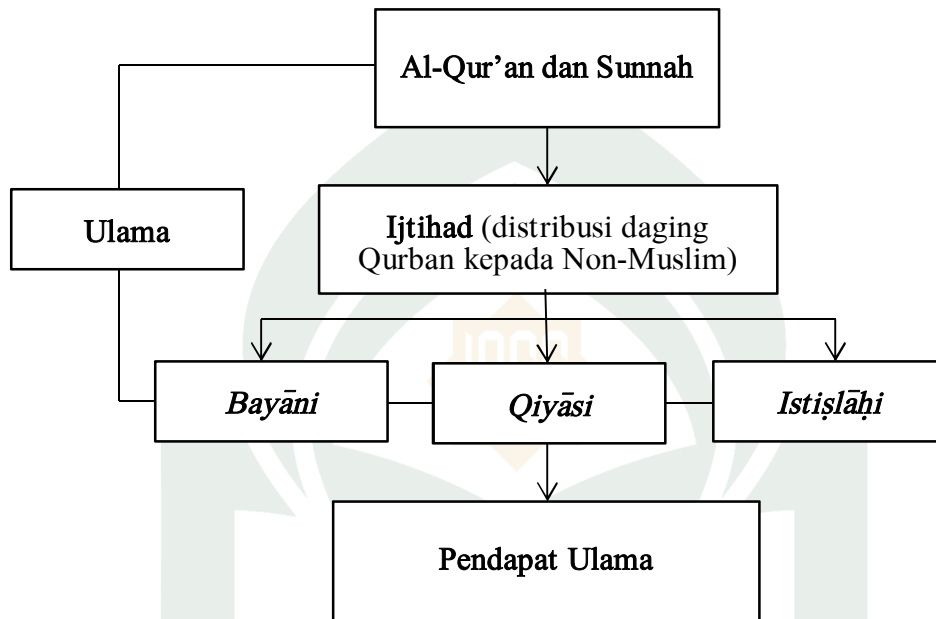 Al-Qur’an dan Sunnah
Ulama
Ijtihad (distribusi daging
Qurban kepada Non-Muslim)
Bayāni
Qiyāsi
Istiṣlāḥi
Pendapat Ulama